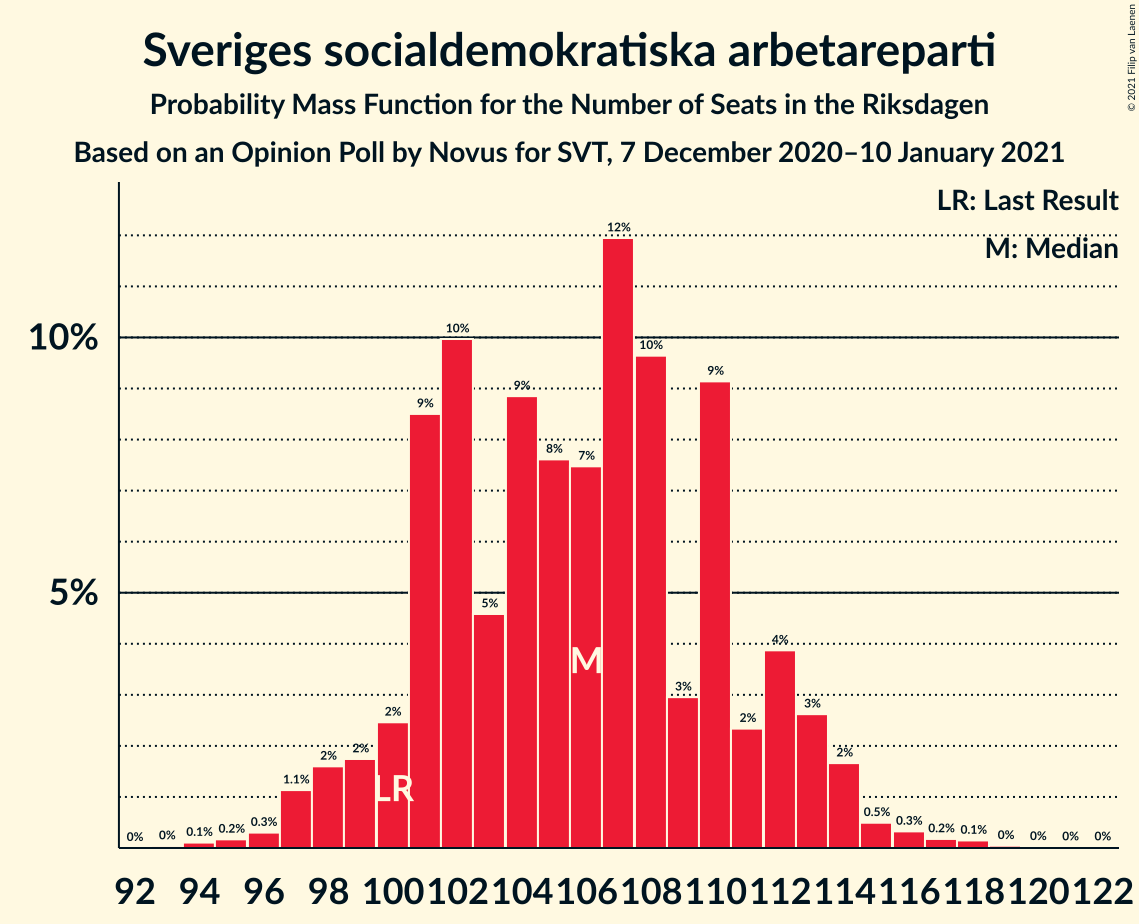 Sveriges socialdemokratiska arbetareparti
Probability Mass Function for the Number of Seats in the Riksdagen
Based on an Opinion Poll by Novus for SVT, 7 December 2020–10 January 2021
© 2021 Filip van Laenen
LR: Last Result
M: Median
10%
5%
0% 0% 0.1% 0.2% 0.3% 1.1% 2% 2% 2% 9% 10% 5% 9% 8% 7% 12% 10% 3% 9% 2% 4% 3% 2% 0.5% 0.3% 0.2% 0.1% 0% 0% 0% 0%
M
LR
92 94 96 98 100 102 104 106 108 110 112 114 116 118 120 122